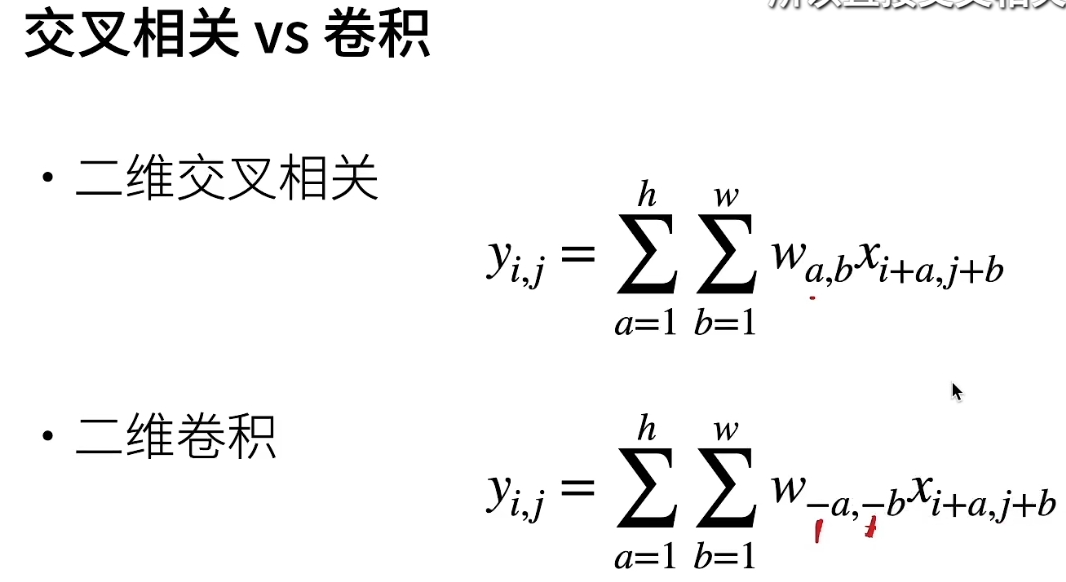 交叉相关 vs 卷积
• 二维交叉相关
y_{i,j} = \sum_{a=1}^{h} \sum_{b=1}^{w} w_{a,b} x_{i+a,j+b}
• 二维卷积
y_{i,j} = \sum_{a=1}^{h} \sum_{b=1}^{w} w_{-a,-b} x_{i+a,j+b}